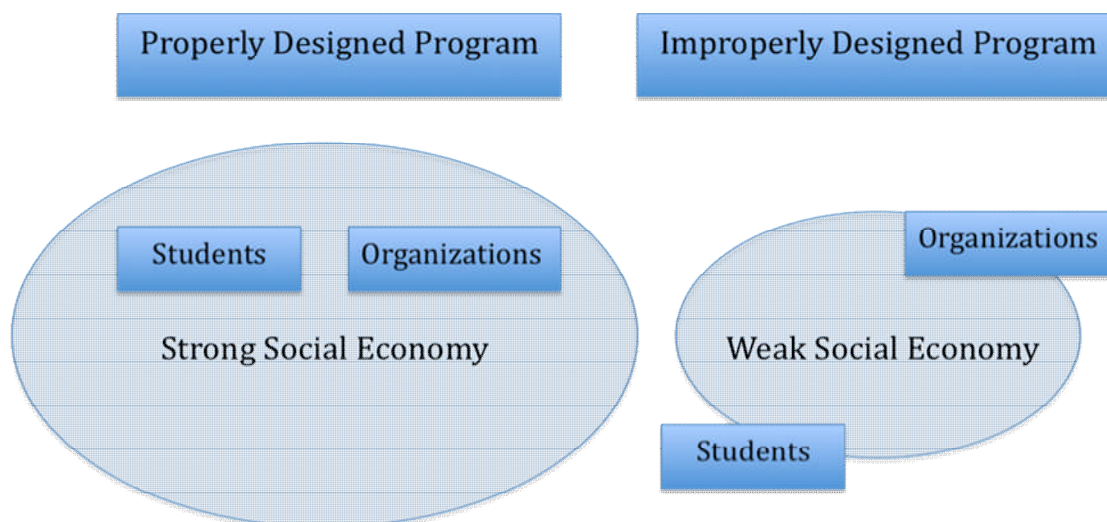 Properly Designed Program
Improperly Designed Program
Students
Organizations
Strong Social Economy
Organizations
Weak Social Economy
Students